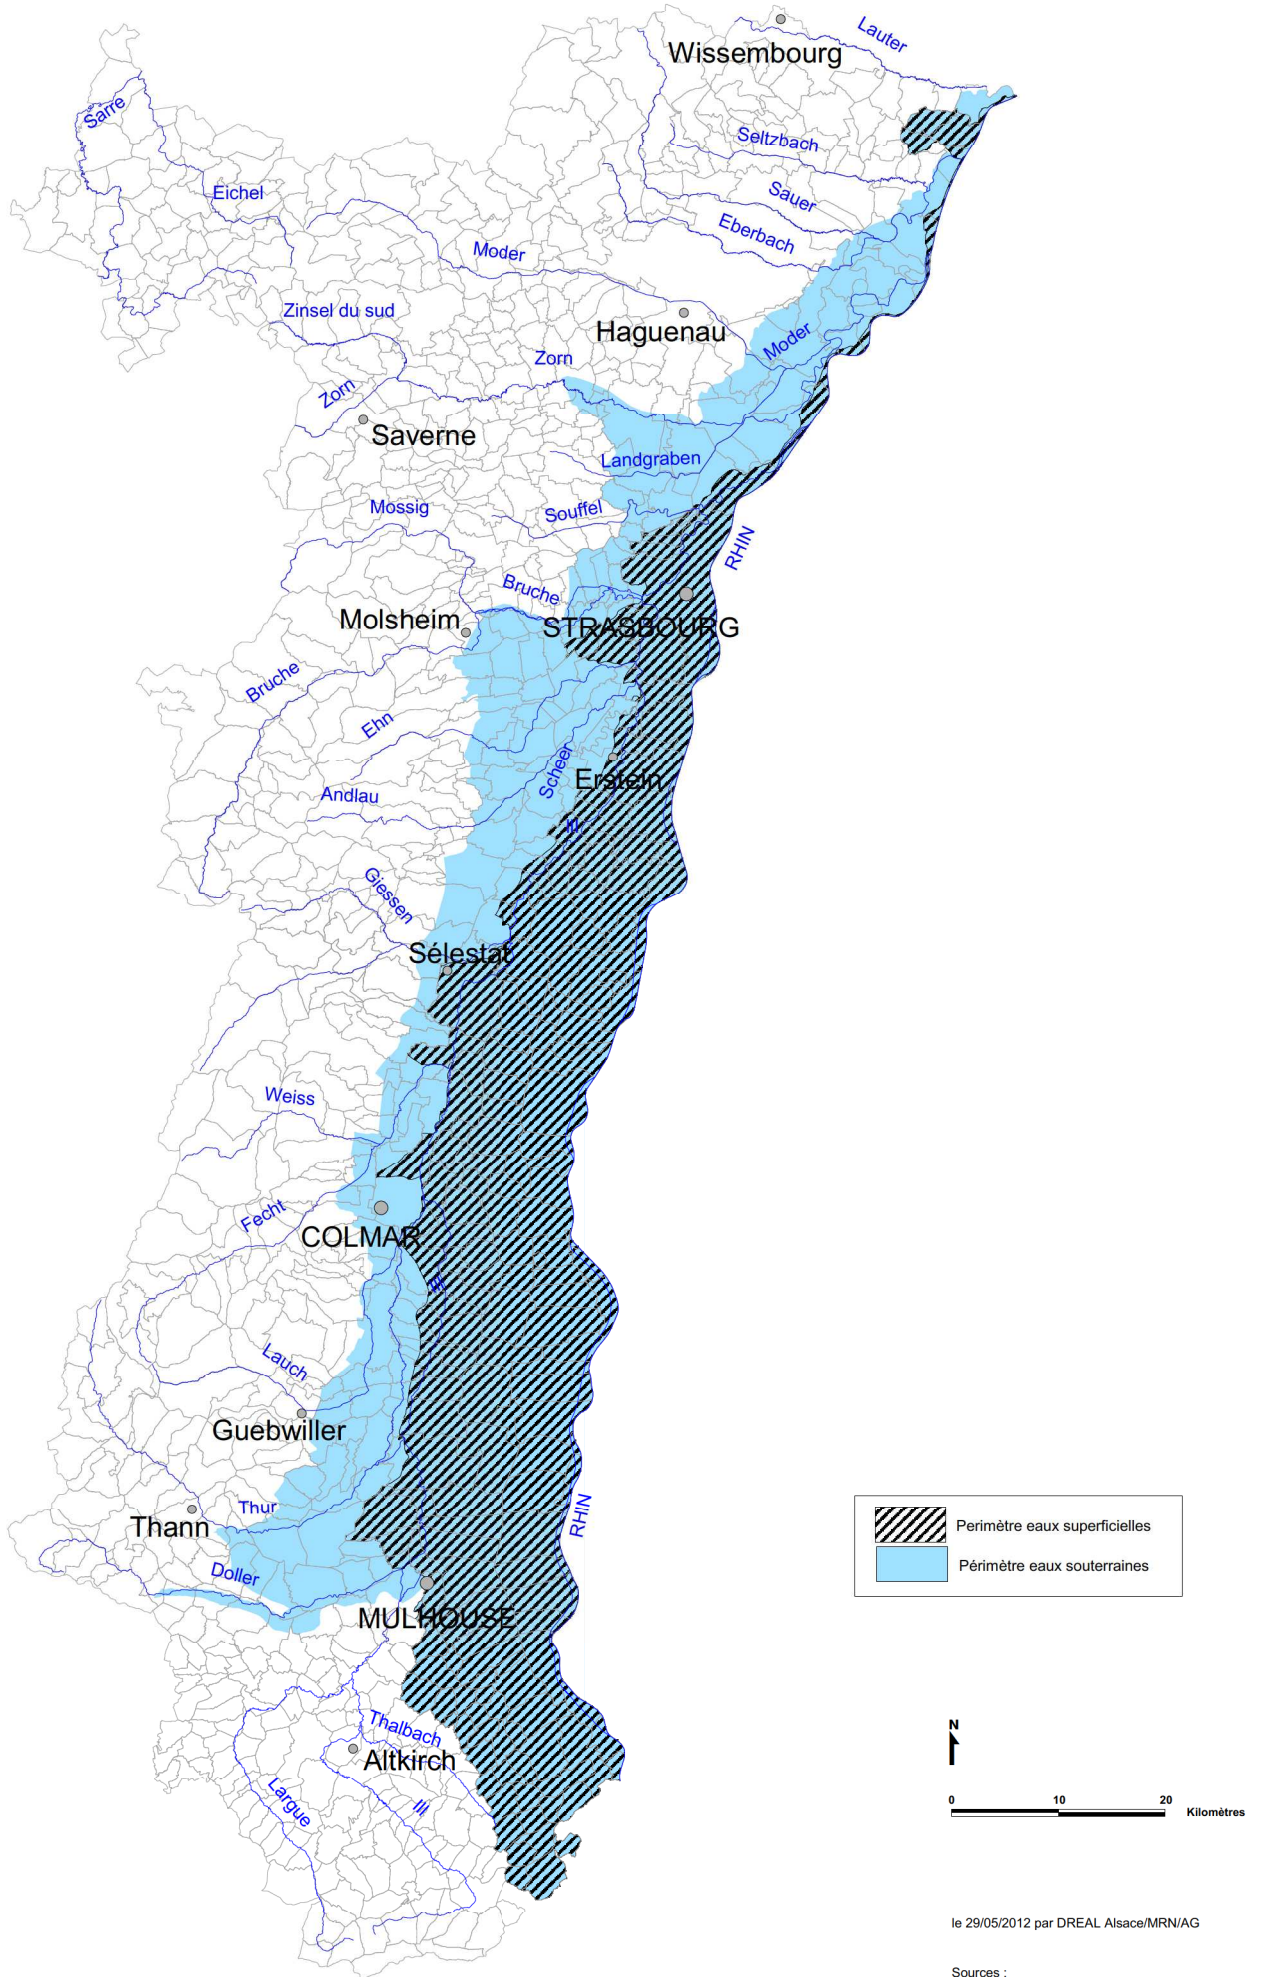 Lauter
Wissembourg
Sarre
Seltzbach
Eichel
Sauer
Eberbach
Moder
Zinsel du sud
Haguenau
Moder
Zorn
Zorn
Saverne
Landgraben
Mossig
Souffel
RHIN
Bruche
Molsheim
STRASBOURG
Bruche
Ehn
Scheer
Erstein
Andlau
Ill
Giessen
Sélestat
Weiss
Fecht
COLMAR
Ill
Lauch
Guebwiller
RHIN
Thur
Thann
Perimètre eaux superficielles
Périmètre eaux souterraines
Doller
MULHOUSE
Thalbach
N
Altkirch
Largue
Ill
0 10 20
Kilomètres
le 29/05/2012 par DREAL Alsace/MRN/AG
Sources :